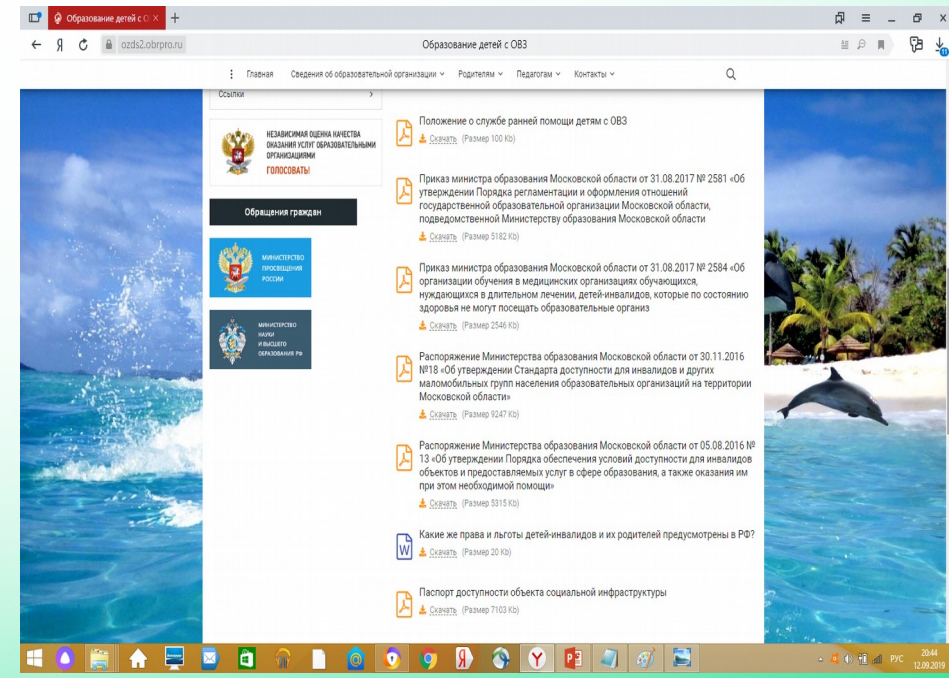 Образование детей с О
ozds2.obrpro.ru
Образование детей с ОВЗ
Главная Сведения об образовательной организации Родителям Педагогам Контакты
Ссылки
НЕЗАВИСИМАЯ ОЦЕНКА КАЧЕСТВА
ОКАЗАНИЯ УСЛУГ ОБРАЗОВАТЕЛЬНЫМИ
ОРГАНИЗАЦИЯМИ
ГОЛОСОВАТЬ!
Обращения граждан
МИНИСТЕРСТВО
ПРОСВЕЩЕНИЯ
РОССИИ
МИНИСТЕРСТВО
НАУКИ
И ВЫСШЕГО
ОБРАЗОВАНИЯ РФ
Положение о службе ранней помощи детям с ОВЗ
Скачать (Размер 100 Kb)
Приказ министра образования Московской области от 31.08.2017 № 2581 «Об
утверждении Порядка регламентации и оформления отношений
государственной образовательной организации Московской области,
подведомственной Министерству образования Московской области
Скачать (Размер 5182 Kb)
Приказ министра образования Московской области от 31.08.2017 № 2584 «Об
организации обучения в медицинских организациях обучающихся,
нуждающихся в длительном лечении, детей-инвалидов, которые по состоянию
здоровья не могут посещать образовательные организ
Скачать (Размер 2546 Kb)
Распоряжение Министерства образования Московской области от 30.11.2016
№18 «Об утверждении Стандарта доступности для инвалидов и других
маломобильных групп населения образовательных организаций на территории
Московской области»
Скачать (Размер 9247 Kb)
Распоряжение Министерства образования Московской области от 05.08.2016 №
13 «Об утверждении Порядка обеспечения условий доступности для инвалидов
объектов и предоставляемых услуг в сфере образования, а также оказания им
при этом необходимой помощи»
Скачать (Размер 5315 Kb)
Какие же права и льготы детей-инвалидов и их родителей предусмотрены в РФ?
Скачать (Размер 20 Kb)
Паспорт доступности объекта социальной инфраструктуры
Скачать (Размер 7103 Kb)
РУС
20:44
12.09.2019